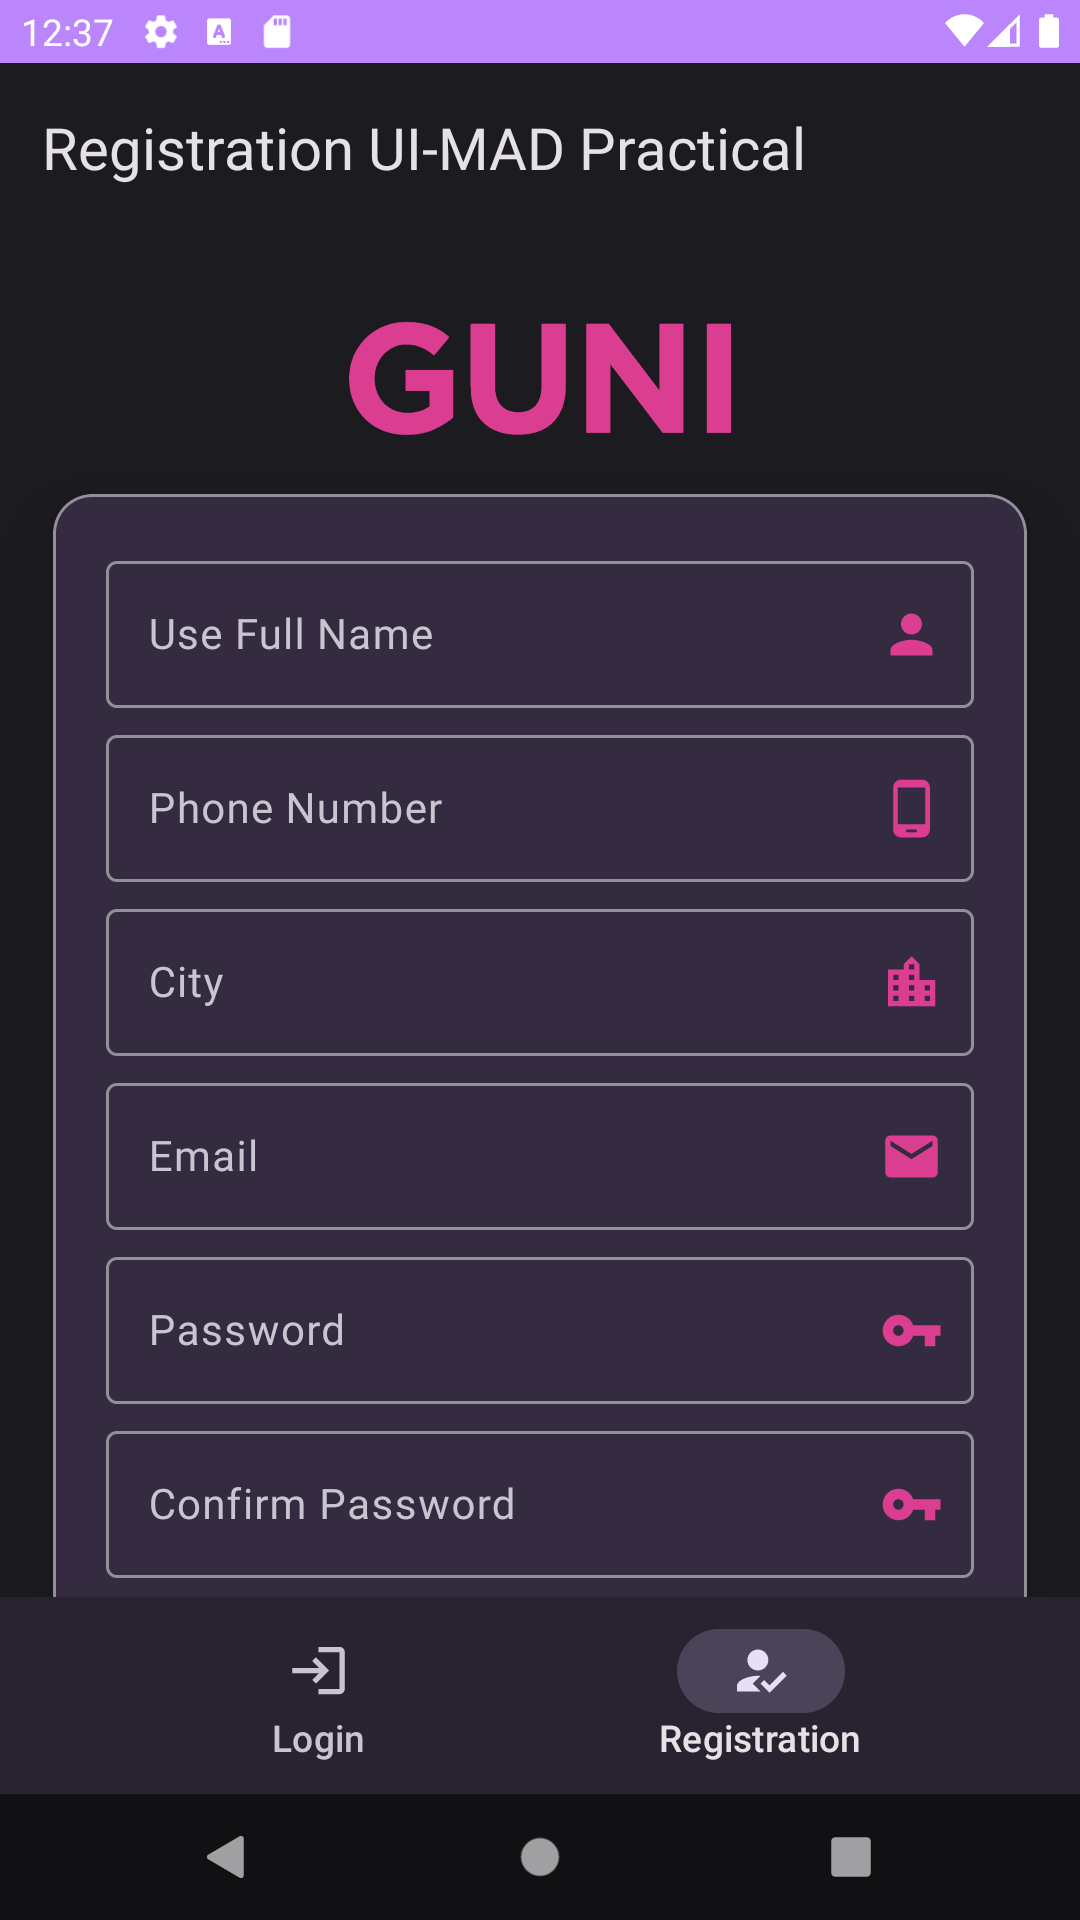 12:37
Registration UI-MAD Practical
GUNI
Use Full Name
Phone Number
City
Email
Password
Confirm Password
Login
Registration